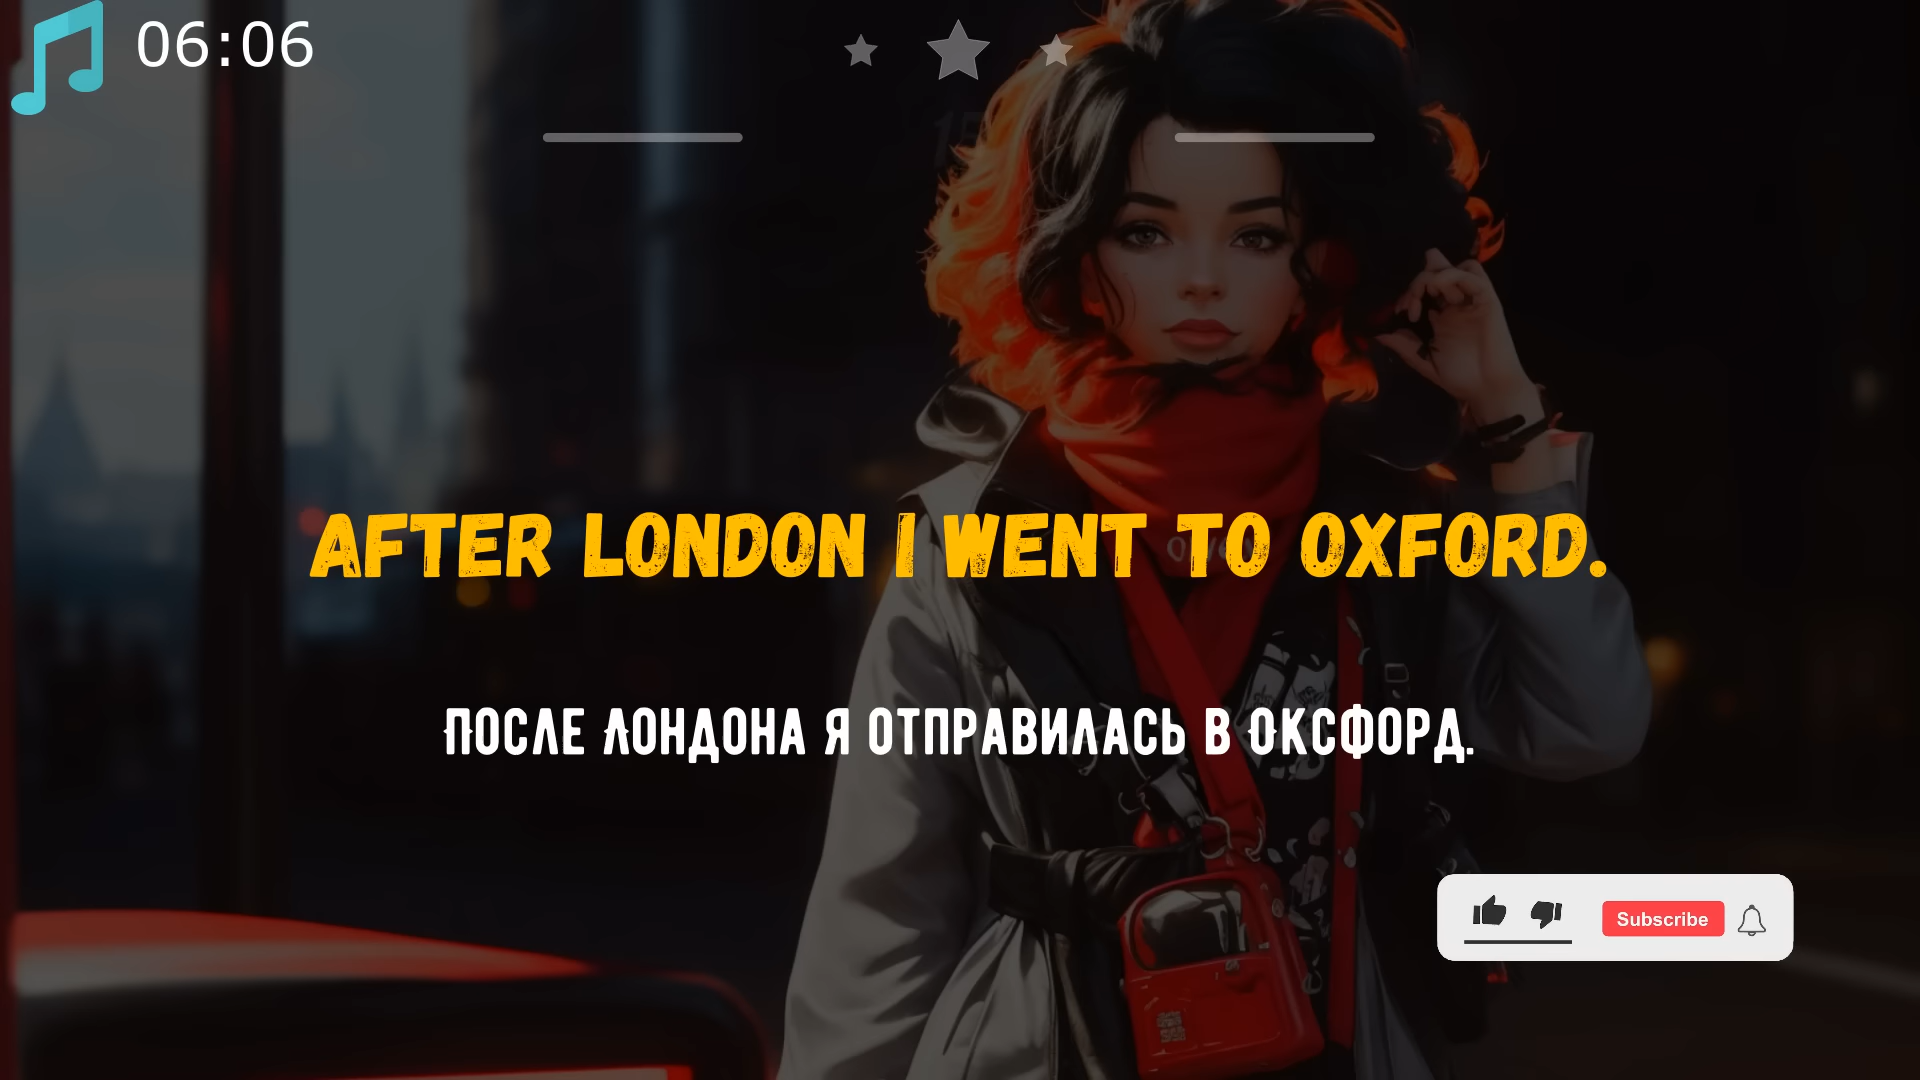 06:06
AFTER LONDON I WENT TO OXFORD.
ПОСЛЕ ЛОНДОНА Я ОТПРАВИЛАСЬ В ОКСФОРД.
Subscribe